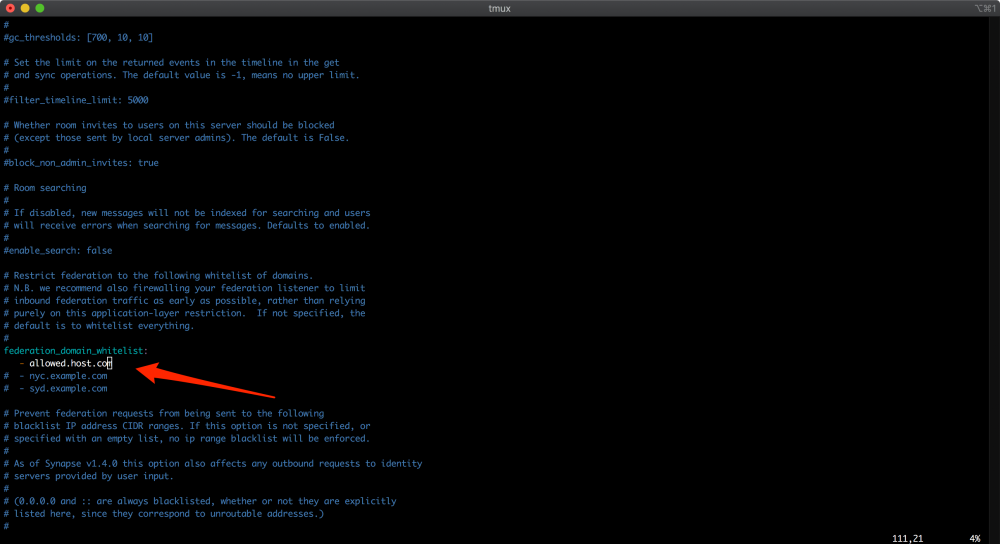 tmux
⌥⌘1
#
#gc_thresholds: [700, 10, 10]
# Set the limit on the returned events in the timeline in the get
# and sync operations. The default value is -1, means no upper limit.
#
#filter_timeline_limit: 5000
# Whether room invites to users on this server should be blocked
# (except those sent by local server admins). The default is False.
#
#block_non_admin_invites: true
# Room searching
#
# If disabled, new messages will not be indexed for searching and users
# will receive errors when searching for messages. Defaults to enabled.
#
#enable_search: false
# Restrict federation to the following whitelist of domains.
# N.B. we recommend also firewalling your federation listener to limit
# inbound federation traffic as early as possible, rather than relying
# purely on this application-layer restriction.  If not specified, the
# default is to whitelist everything.
#
federation_domain_whitelist:
   - allowed.host.com
#  - nyc.example.com
#  - syd.example.com
# Prevent federation requests from being sent to the following
# blacklist IP address CIDR ranges. If this option is not specified, or
# specified with an empty list, no ip range blacklist will be enforced.
#
# As of Synapse v1.4.0 this option also affects any outbound requests to identity
# servers provided by user input.
#
# (0.0.0.0 and :: are always blacklisted, whether or not they are explicitly
# listed here, since they correspond to unroutable addresses.)
#
111,21 4%